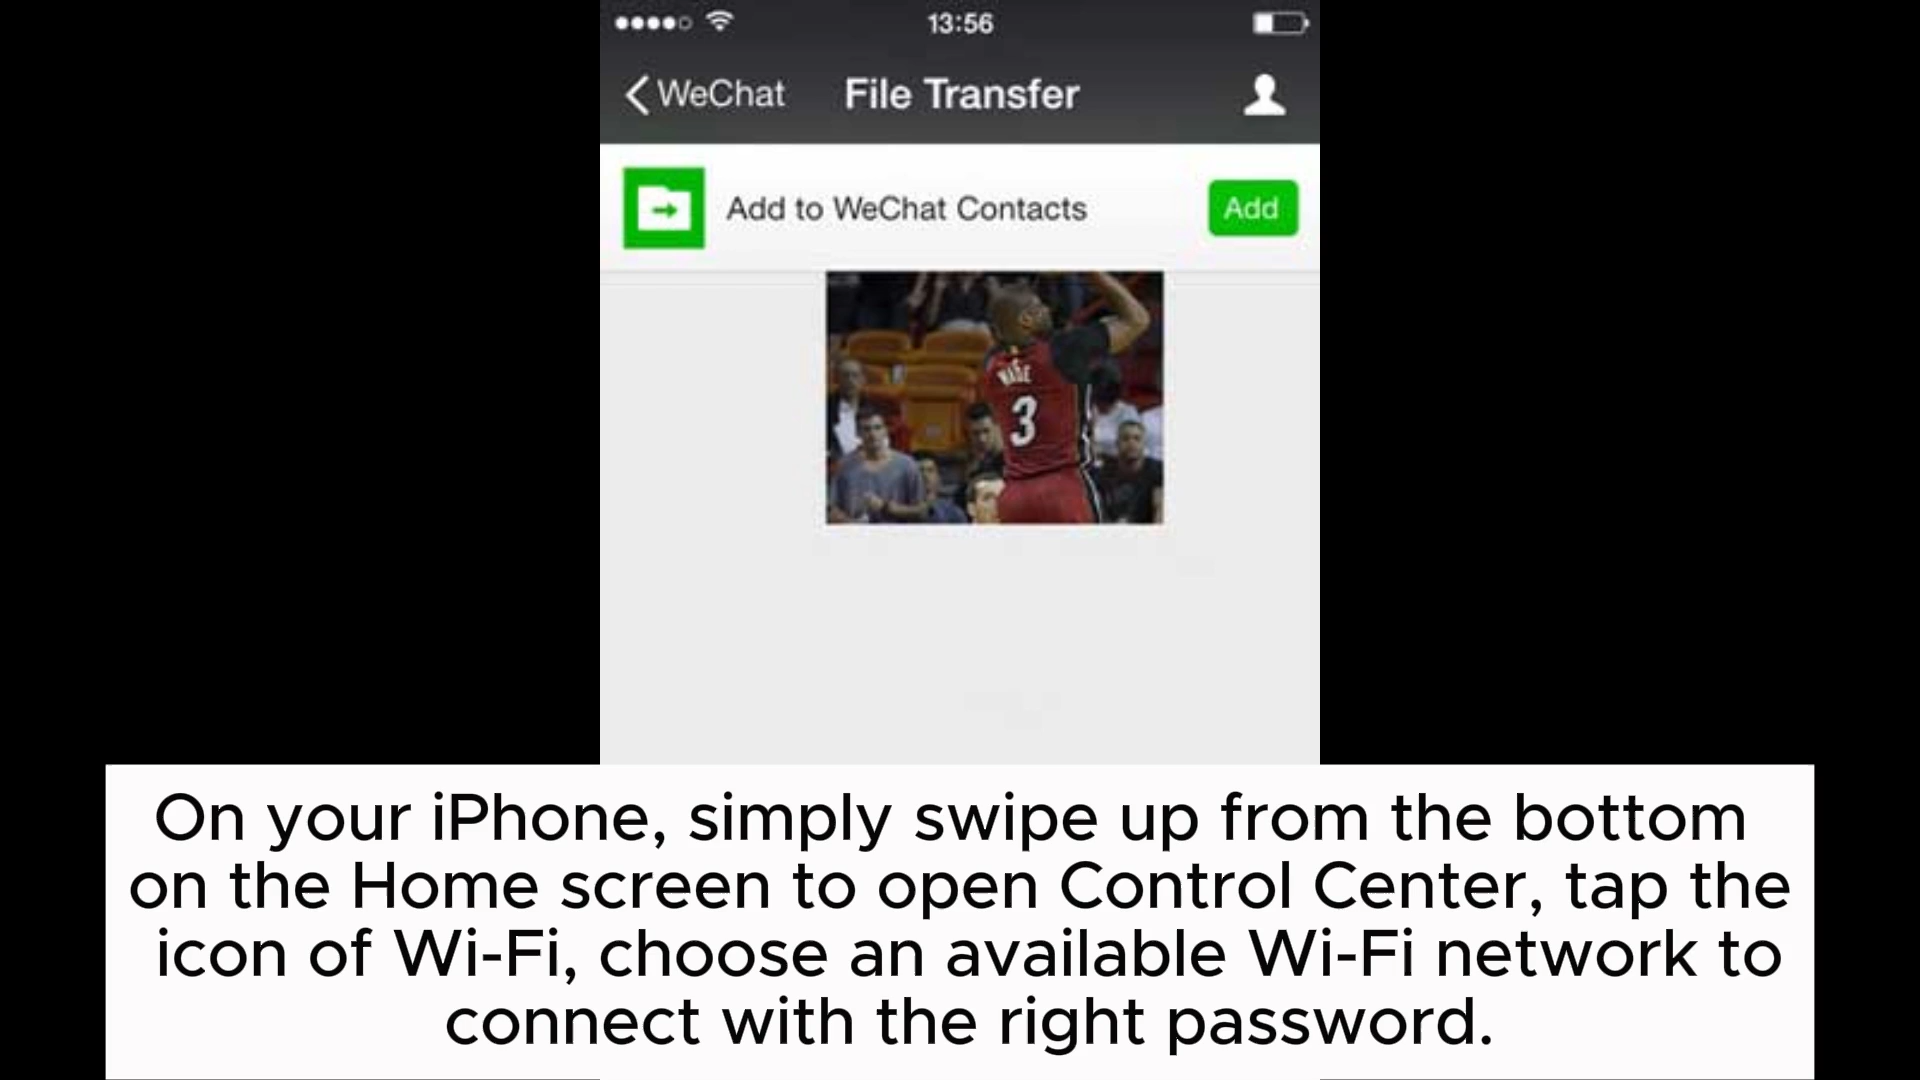 13:56
WeChat File Transfer
Add to WeChat Contacts Add
WADE
3
On your iPhone, simply swipe up from the bottom
on the Home screen to open Control Center, tap the
icon of Wi-Fi, choose an available Wi-Fi network to
connect with the right password.